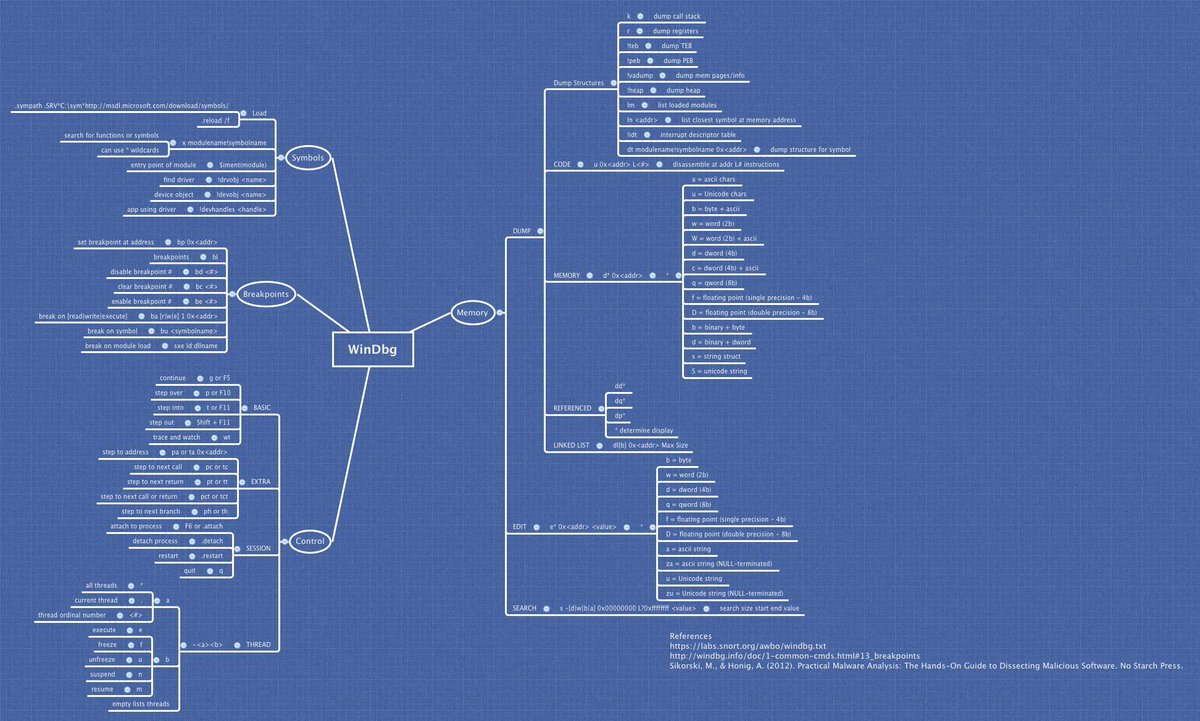 WinDbg
Symbols
Load
.sympath .SRV*C:\sym*http://msdl.microsoft.com/download/symbols/
.reload /f
x modulename!symbolname
search for functions or symbols
can use * wildcards
entry point of module $iment(module)
find driver !drvobj <name>
device object !devobj <name>
app using driver !devhandles <handle>
Breakpoints
set breakpoint at address bp 0x<addr>
breakpoints bl
disable breakpoint # bd <#>
clear breakpoint # bc <#>
enable breakpoint # be <#>
break on [read|write|execute] ba [r|w|e] 1 0x<addr>
break on symbol bu <symbolname>
break on module load sxe ld:dllname
Control
BASIC
continue g or F5
step over p or F10
step into t or F11
step out Shift + F11
trace and watch wt
EXTRA
step to address pa or ta 0x<addr>
step to next call pc or tc
step to next return pt or tt
step to next call or return pct or tct
step to next branch ph or th
SESSION
attach to process F6 or .attach
detach process .detach
restart .restart
quit q
THREAD
~<a><b>
a
all threads *
current thread .
thread ordinal number <#>
b
execute e
freeze f
unfreeze u
suspend n
resume m
empty lists threads
Memory
DUMP
Dump Structures
k dump call stack
r dump registers
!teb dump TEB
!peb dump PEB
!vadump dump mem pages/info
!heap dump heap
lm list loaded modules
ln <addr> list closest symbol at memory address
!idt interrupt descriptor table
dt modulename!symbolname 0x<addr> dump structure for symbol
CODE u 0x<addr> L<#> disassemble at addr L# instructions
MEMORY d* 0x<addr> *
a = ascii chars
u = Unicode chars
b = byte + ascii
w = word (2b)
W = word (2b) + ascii
d = dword (4b)
c = dword (4b) + ascii
q = qword (8b)
f = floating point (single precision - 4b)
D = floating point (double precision - 8b)
b = binary + byte
d = binary + dword
s = string struct
S = unicode string
REFERENCED
dd*
dq*
dp*
* determine display
LINKED LIST dl[b] 0x<addr> Max Size
EDIT e* 0x<addr> <value> *
b = byte
w = word (2b)
d = dword (4b)
q = qword (8b)
f = floating point (single precision - 4b)
D = floating point (double precision - 8b)
a = ascii string
za = ascii string (NULL-terminated)
u = Unicode string
zu = Unicode string (NULL-terminated)
SEARCH s -[d|w|b|a] 0x00000000 L?0xffffffff <value> search size start end value
References
https://labs.snort.org/awbo/windbg.txt
http://windbg.info/doc/1-common-cmds.html#13_breakpoints
Sikorski, M., & Honig, A. (2012). Practical Malware Analysis: The Hands-On Guide to Dissecting Malicious Software. No Starch Press.